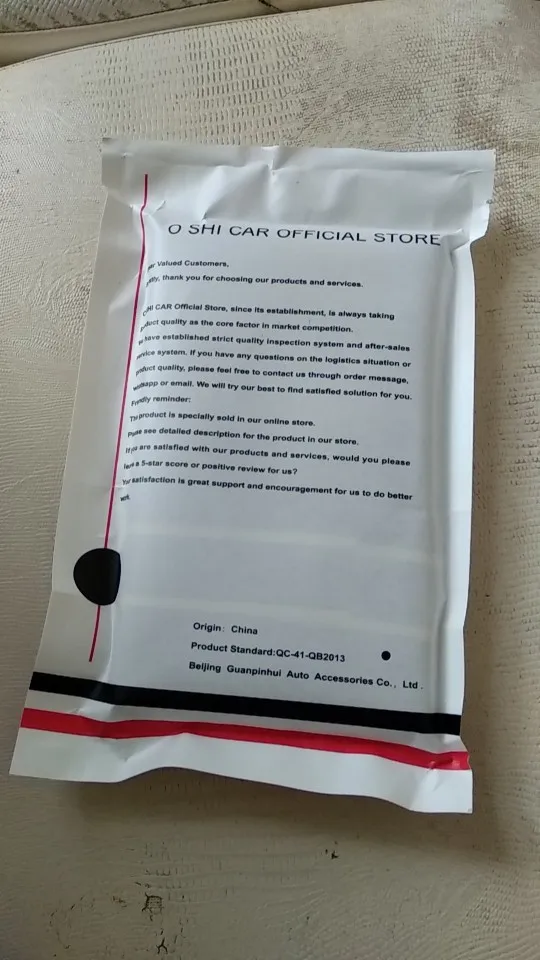 O SHI CAR OFFICIAL STORE
Valued Customers,
thank you for choosing our products and services.
CAR Official Store, since its establishment, is always taking
quality as the core factor in market competition.
have established strict quality inspection system and after-sales
system. If you have any questions on the logistics situation or
product quality, please feel free to contact us through order message,
or email. We will try our best to find satisfied solution for you.
reminder:
product is specially sold in our online store.
see detailed description for the product in our store.
you are satisfied with our products and services, would you please
a 5-star score or positive review for us?
satisfaction is great support and encouragement for us to do better
Origin: China
Product Standard:QC-41-QB2013
Beijing Guanpinhui Auto Accessories Co., Ltd.